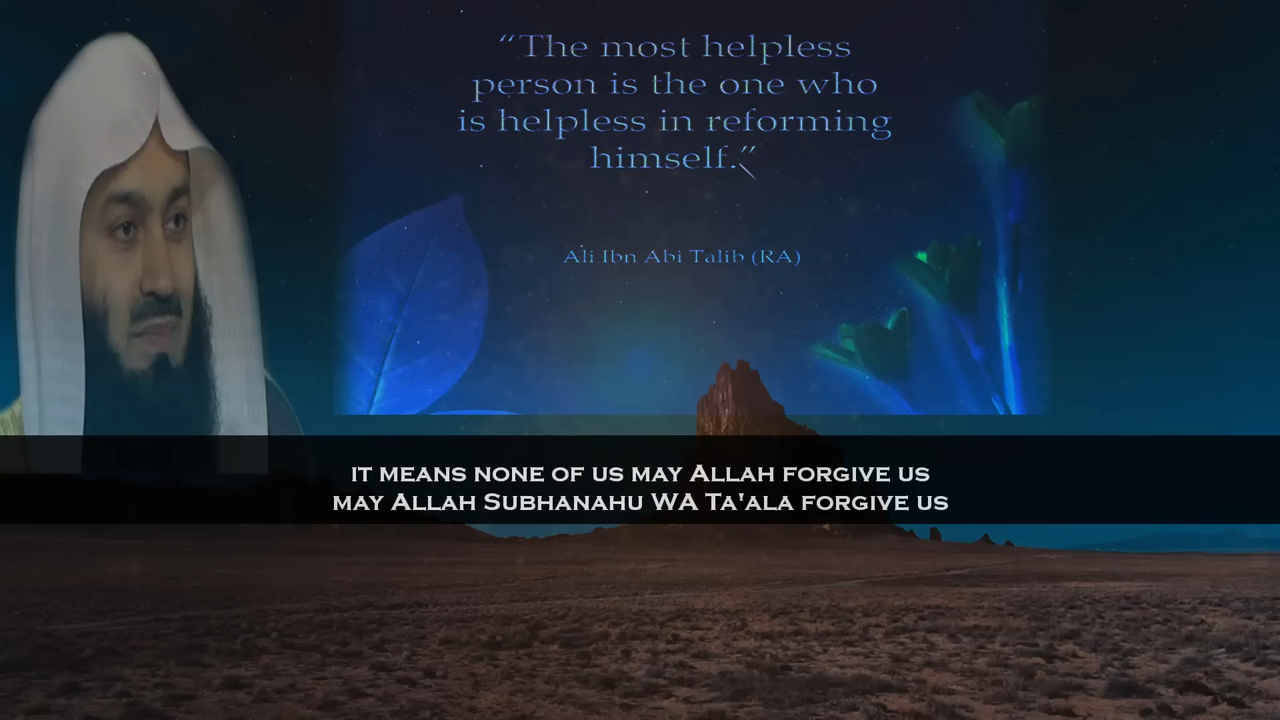 “The most helpless
person is the one who
is helpless in reforming
himself.”
Ali Ibn Abi Talib (RA)
IT MEANS NONE OF US MAY ALLAH FORGIVE US
MAY ALLAH SUBHANAHU WA TA'ALA FORGIVE US